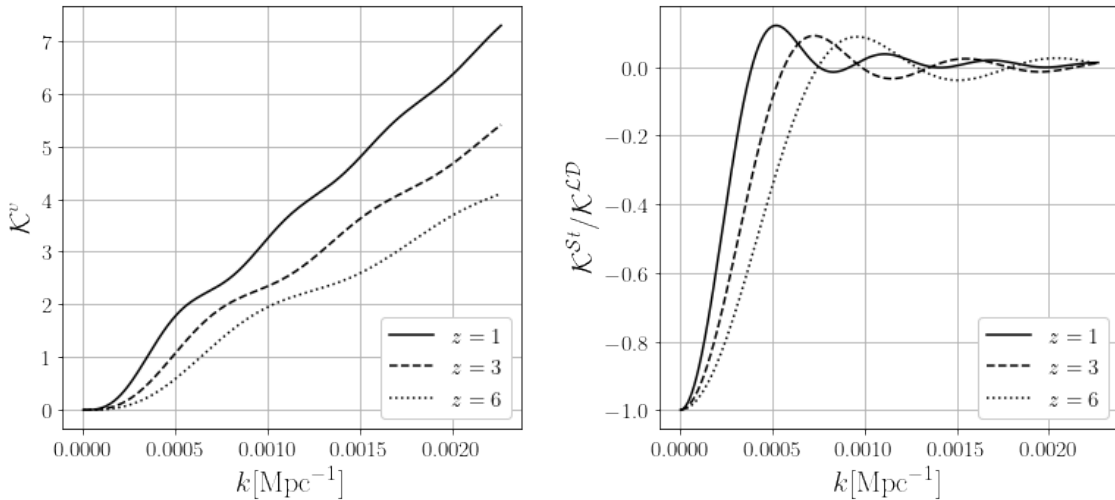 7
6
5
4
3
2
1
0
𝒦ᵛ
0.0000 0.0005 0.0010 0.0015 0.0020
k[Mpc⁻¹]
z = 1
z = 3
z = 6
0.0
−0.2
−0.4
−0.6
−0.8
−1.0
𝒦^{𝒮t}/𝒦^{ℒ𝒟}
0.0000 0.0005 0.0010 0.0015 0.0020
k[Mpc⁻¹]
z = 1
z = 3
z = 6